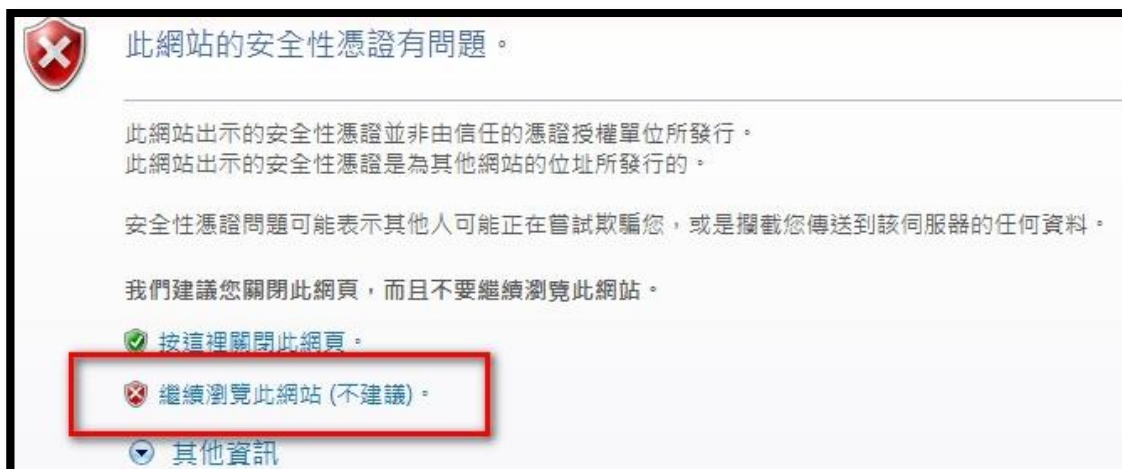 此網站的安全性憑證有問題。
此網站出示的安全性憑證並非由信任的憑證授權單位所發行。
此網站出示的安全性憑證是為其他網站的位址所發行的。
安全性憑證問題可能表示其他人可能正在嘗試欺騙您，或是攔截您傳送到該伺服器的任何資料。
我們建議您關閉此網頁，而且不要繼續瀏覽此網站。
按這裡關閉此網頁。
繼續瀏覽此網站 (不建議)。
其他資訊